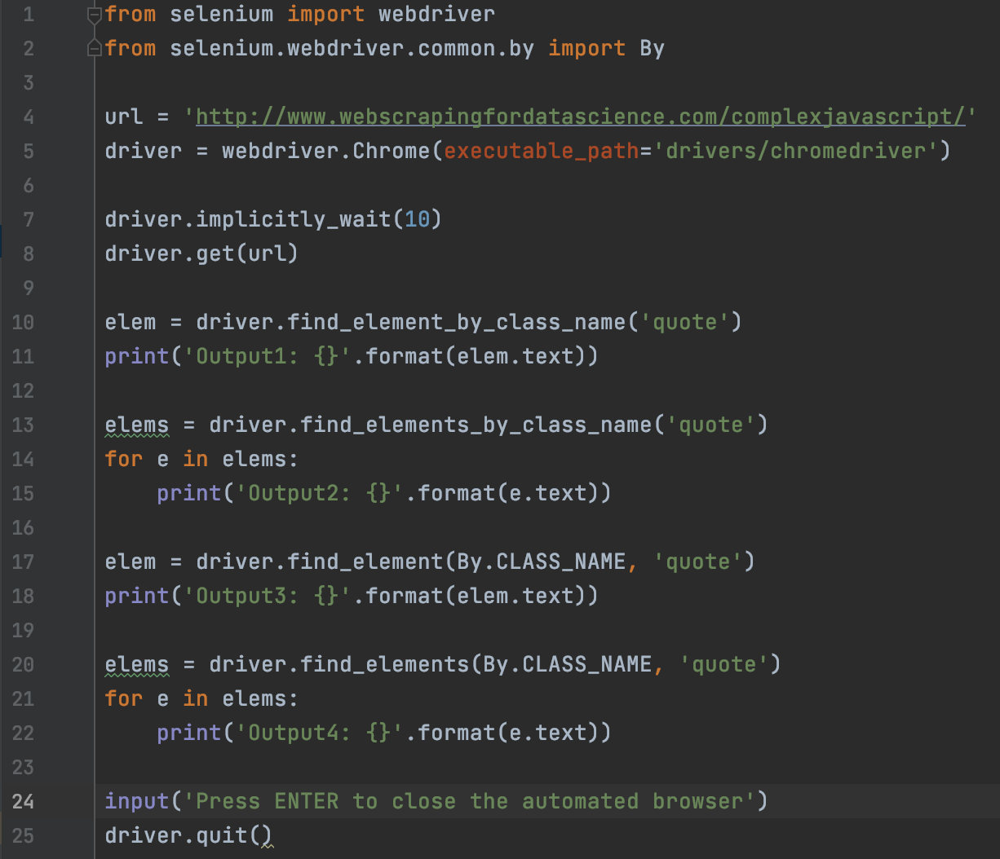 1 from selenium import webdriver
2 from selenium.webdriver.common.by import By
3
4 url = 'http://www.webscrapingfordatascience.com/complexjavascript/'
5 driver = webdriver.Chrome(executable_path='drivers/chromedriver')
6
7 driver.implicitly_wait(10)
8 driver.get(url)
9
10 elem = driver.find_element_by_class_name('quote')
11 print('Output1: {}'.format(elem.text))
12
13 elems = driver.find_elements_by_class_name('quote')
14 for e in elems:
15     print('Output2: {}'.format(e.text))
16
17 elem = driver.find_element(By.CLASS_NAME, 'quote')
18 print('Output3: {}'.format(elem.text))
19
20 elems = driver.find_elements(By.CLASS_NAME, 'quote')
21 for e in elems:
22     print('Output4: {}'.format(e.text))
23
24 input('Press ENTER to close the automated browser')
25 driver.quit()